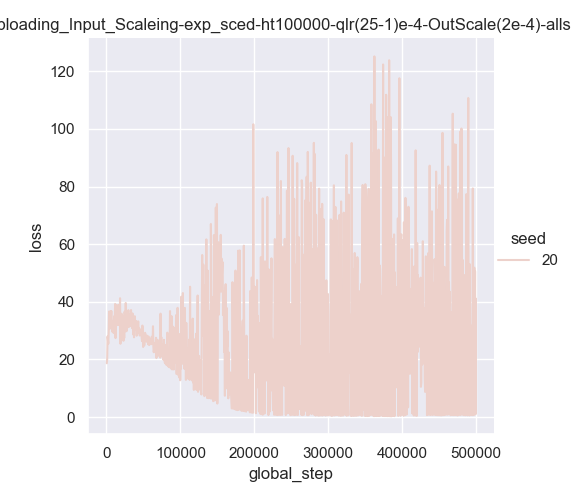 ploading_Input_Scaleing-exp_sced-ht100000-qlr(25-1)e-4-OutScale(2e-4)-alls
120
100
80
60
40
20
0
loss
0 100000 200000 300000 400000 500000
global_step
seed
20